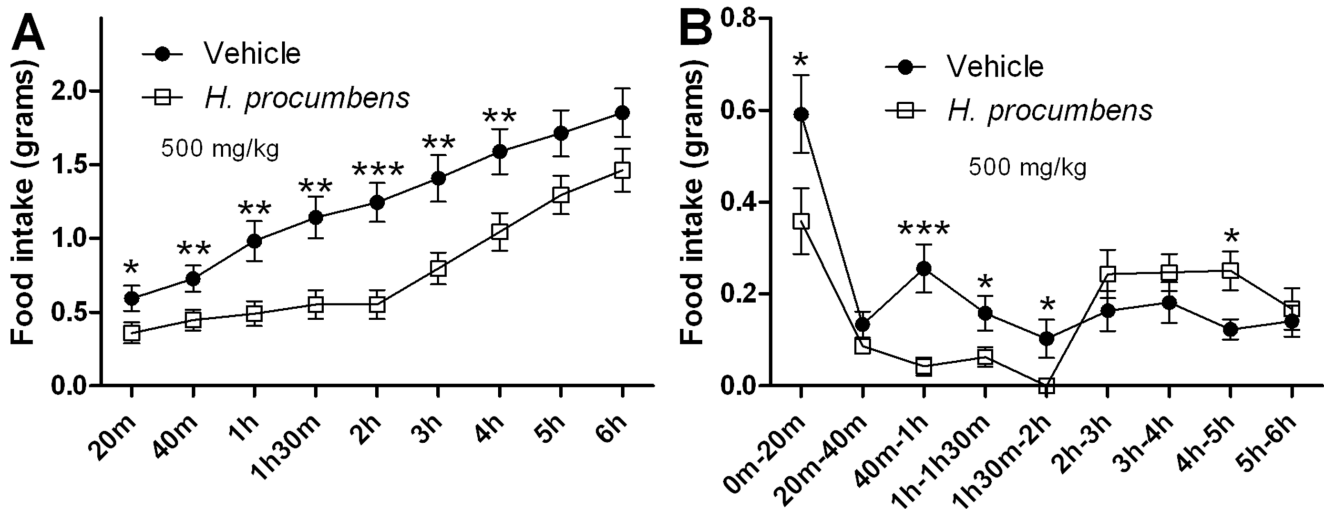 A
Vehicle
H. procumbens
500 mg/kg
Food intake (grams)
2.0
1.5
1.0
0.5
0.0
*
**
**
**
***
**
**
20m
40m
1h
1h30m
2h
3h
4h
5h
6h
B
Vehicle
H. procumbens
500 mg/kg
Food intake (grams)
0.8
0.6
0.4
0.2
0.0
*
***
*
*
*
0m-20m
20m-40m
40m-1h
1h-1h30m
1h30m-2h
2h-3h
3h-4h
4h-5h
5h-6h